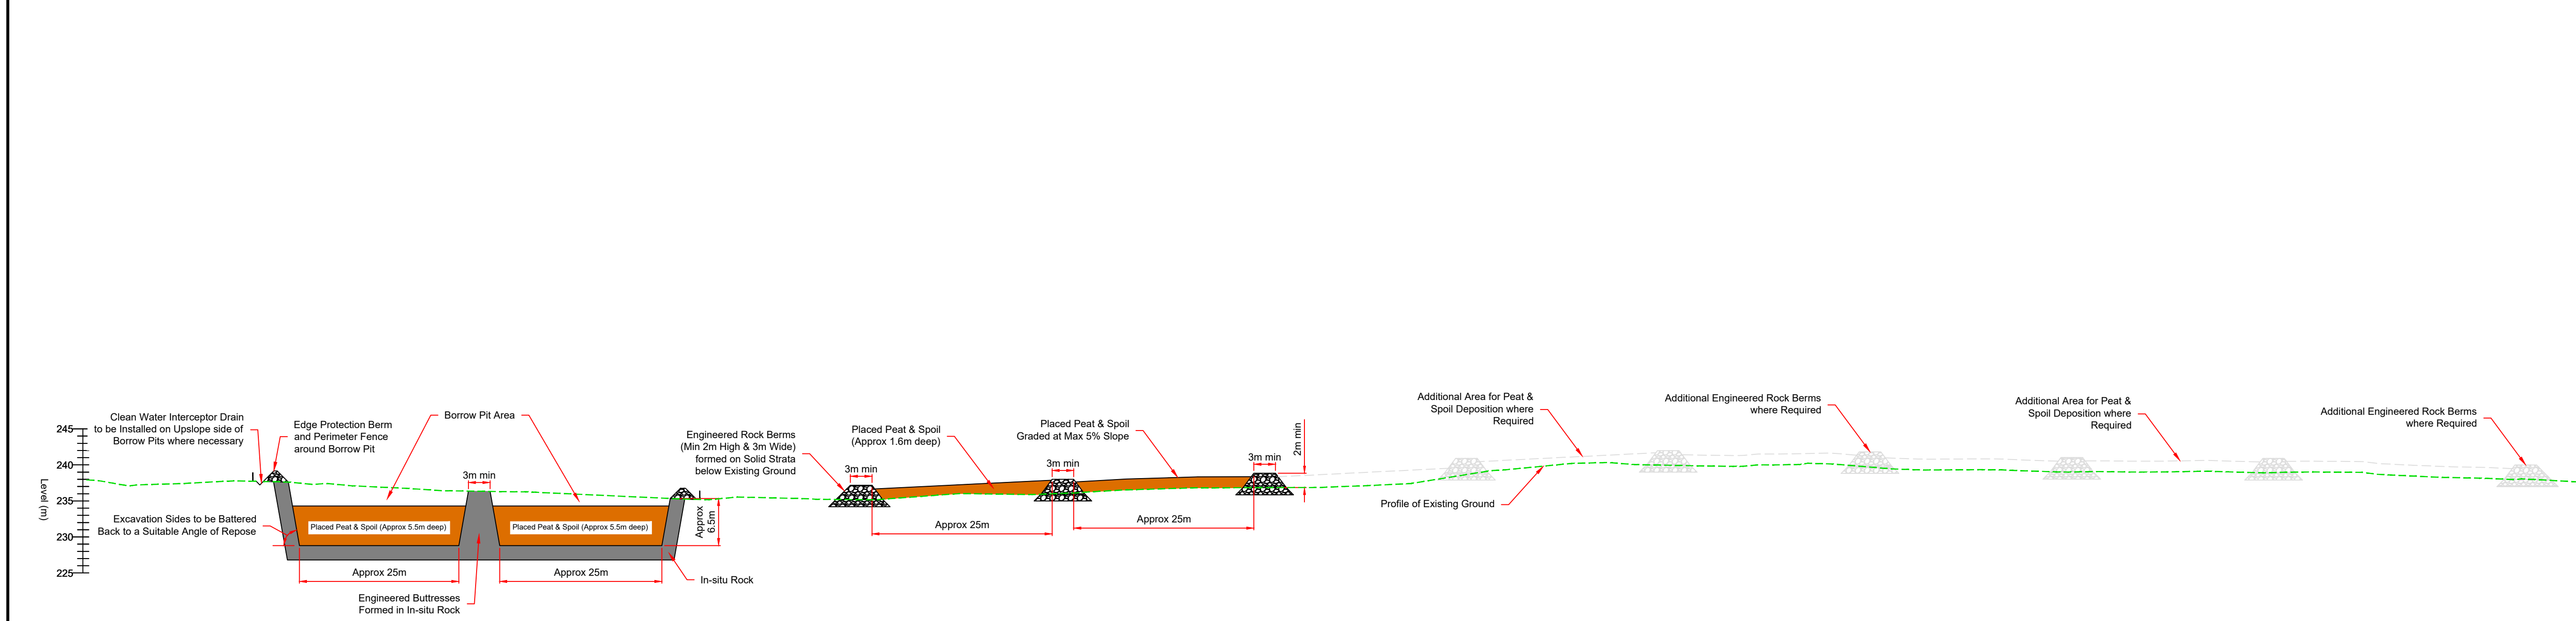 Clean Water Interceptor Drain
to be Installed on Upslope side of
Borrow Pits where necessary
Edge Protection Berm
and Perimeter Fence
around Borrow Pit
Borrow Pit Area
Engineered Rock Berms
(Min 2m High & 3m Wide)
formed on Solid Strata
below Existing Ground
Placed Peat & Spoil
(Approx 1.6m deep)
Placed Peat & Spoil
Graded at Max 5% Slope
2m min
Additional Area for Peat &
Spoil Deposition where
Required
Additional Engineered Rock Berms
where Required
Additional Area for Peat &
Spoil Deposition where
Required
Additional Engineered Rock Berms
where Required
Level (m)
245
240
235
230
225
3m min
3m min
3m min
3m min
Excavation Sides to be Battered
Back to a Suitable Angle of Repose
Placed Peat & Spoil (Approx 5.5m deep)
Placed Peat & Spoil (Approx 5.5m deep)
Approx
6.5m
Approx 25m
Approx 25m
Profile of Existing Ground
Approx 25m
Approx 25m
In-situ Rock
Engineered Buttresses
Formed in In-situ Rock